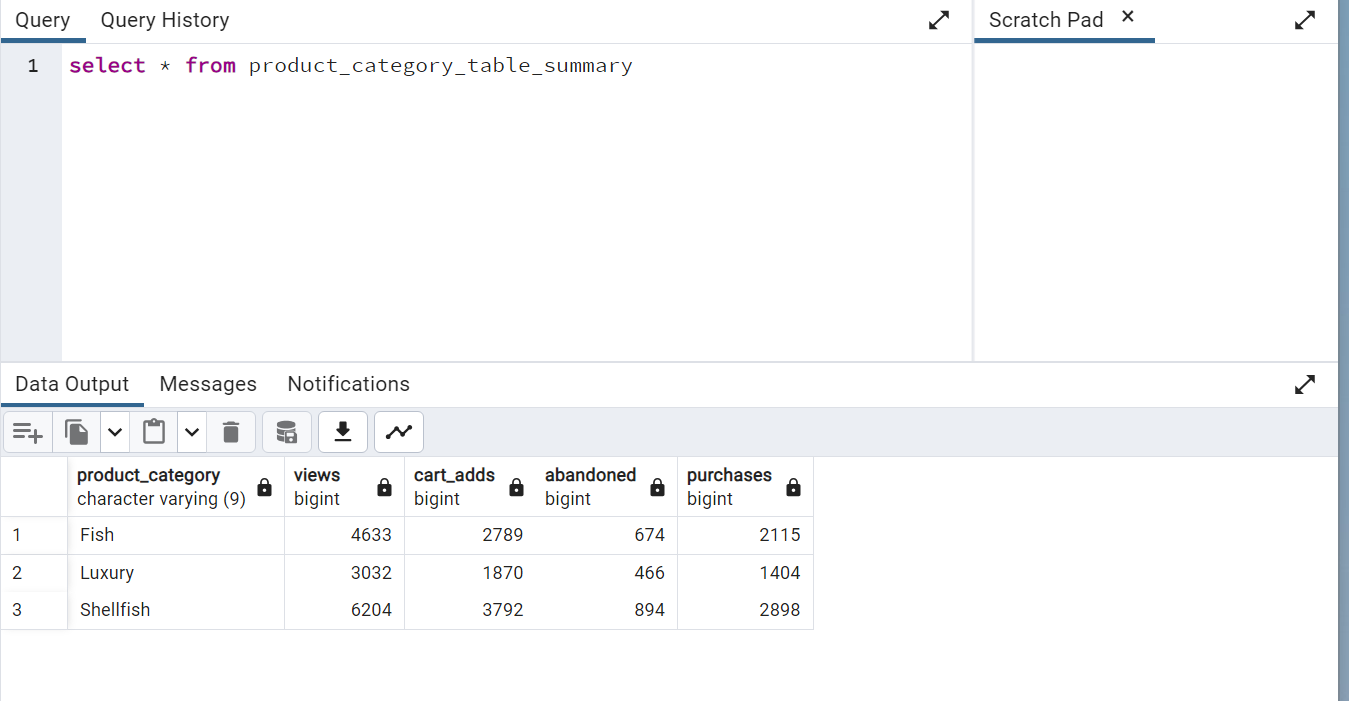 Query Query History Scratch Pad ×
1 select * from product_category_table_summary
Data Output Messages Notifications
product_category views cart_adds abandoned purchases
character varying (9) bigint bigint bigint bigint
1 Fish 4633 2789 674 2115
2 Luxury 3032 1870 466 1404
3 Shellfish 6204 3792 894 2898